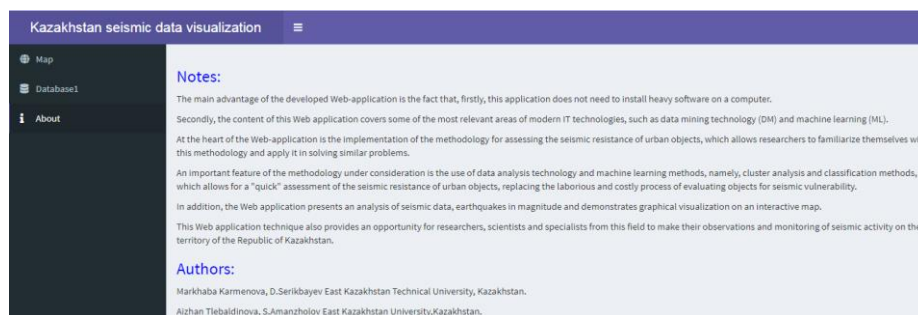 Kazakhstan seismic data visualization
Map
Database1
About
Notes:
The main advantage of the developed Web-application is the fact that, firstly, this application does not need to install heavy software on a computer.
Secondly, the content of this Web application covers some of the most relevant areas of modern IT technologies, such as data mining technology (DM) and machine learning (ML).
At the heart of the Web-application is the implementation of the methodology for assessing the seismic resistance of urban objects, which allows researchers to familiarize themselves
this methodology and apply it in solving similar problems.
An important feature of the methodology under consideration is the use of data analysis technology and machine learning methods, namely, cluster analysis and classification methods,
which allows for a "quick" assessment of the seismic resistance of urban objects, replacing the laborious and costly process of evaluating objects for seismic vulnerability.
In addition, the Web application presents an analysis of seismic data, earthquakes in magnitude and demonstrates graphical visualization on an interactive map.
This Web application technique also provides an opportunity for researchers, scientists and specialists from this field to make their observations and monitoring of seismic activity on the
territory of the Republic of Kazakhstan.
Authors:
Markhaba Karmenova, D.Serikbayev East Kazakhstan Technical University, Kazakhstan.
Aizhan Tlebaldinova, S.Amanzholov East Kazakhstan University,Kazakhstan.